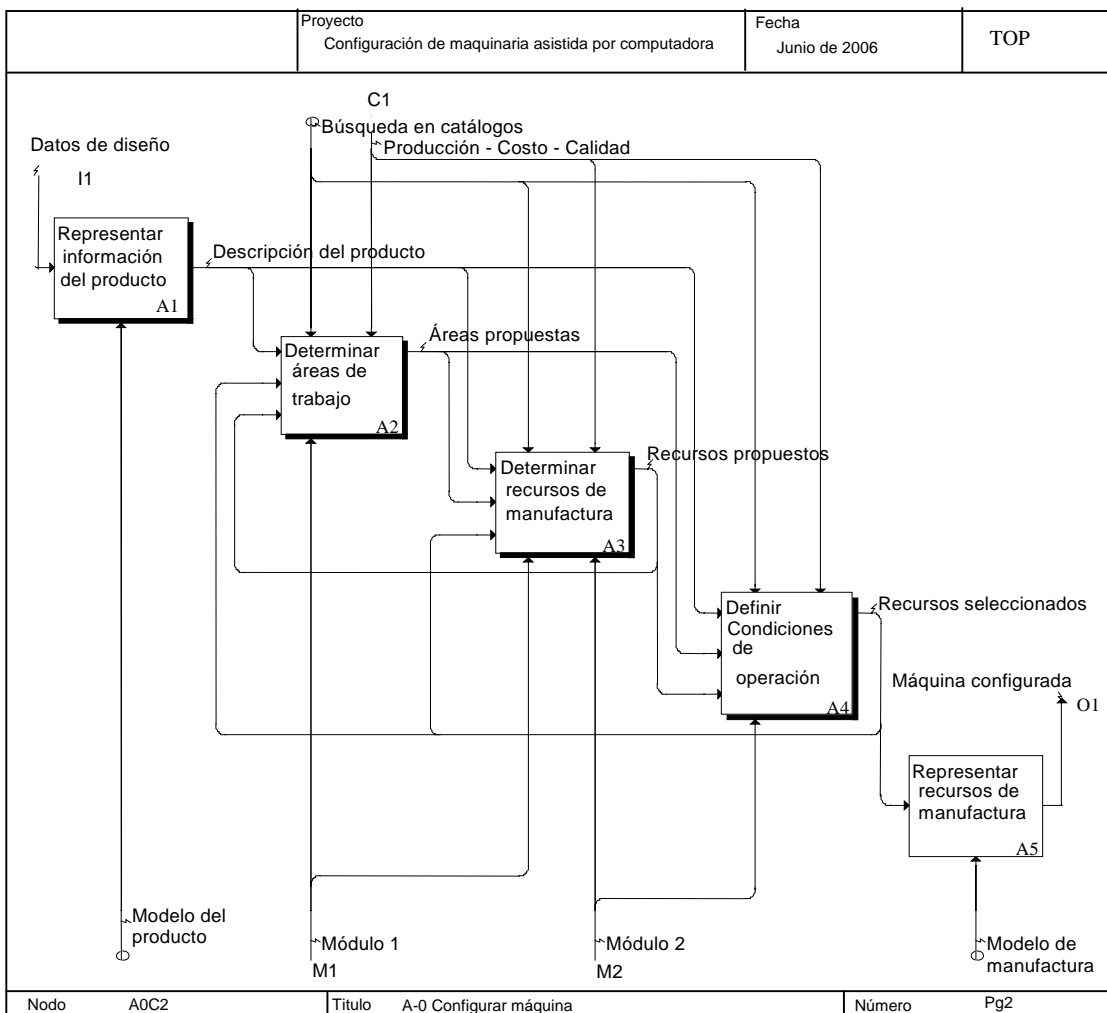 Proyecto
Configuración de maquinaria asistida por computadora
Fecha
Junio de 2006
TOP
C1
Búsqueda en catálogos
Producción - Costo - Calidad
Datos de diseño
I1
Representar
información
del producto
A1
Descripción del producto
Determinar
áreas de
trabajo
A2
Áreas propuestas
Determinar
recursos de
manufactura
A3
Recursos propuestos
Definir
Condiciones
de
operación
A4
Recursos seleccionados
Máquina configurada
O1
Representar
recursos de
manufactura
A5
Modelo del
producto
Módulo 1
M1
Módulo 2
M2
Modelo de
manufactura
Nodo
A0C2
Titulo
A-0 Configurar máquina
Número
Pg2